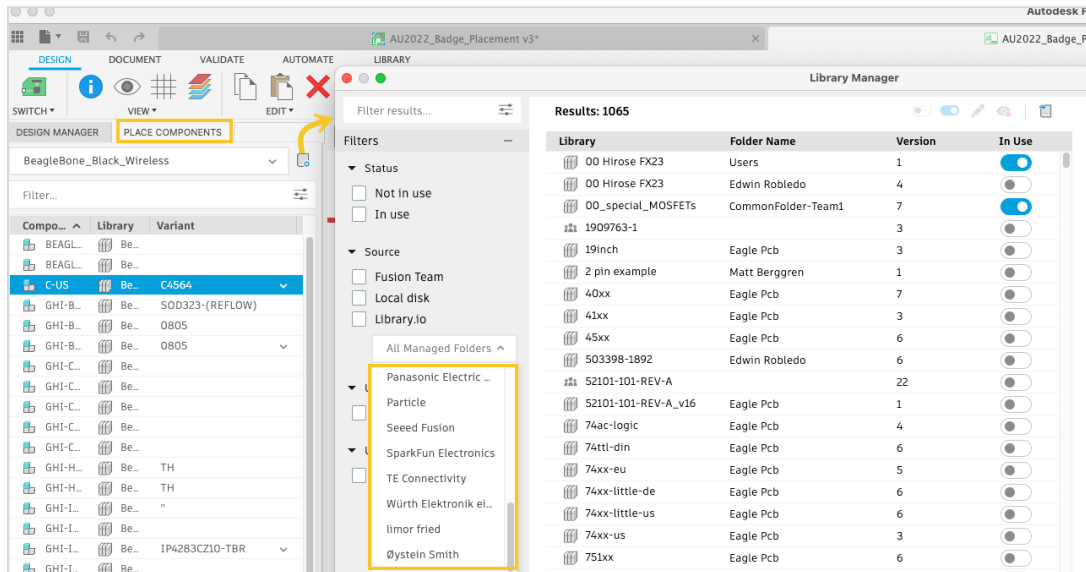 Autodesk F
AU2022_Badge_Placement v3*
AU2022_Badge_P
DESIGN DOCUMENT VALIDATE AUTOMATE LIBRARY
SWITCH VIEW EDIT
DESIGN MANAGER PLACE COMPONENTS
BeagleBone_Black_Wireless
Filter...
Compo... Library Variant
BEAGL... Be...
BEAGL... Be...
C-US Be... C4564
GHI-B... Be... SOD323-(REFLOW)
GHI-B... Be... 0805
GHI-B... Be... 0805
GHI-C... Be...
GHI-C... Be...
GHI-C... Be...
GHI-C... Be...
GHI-C... Be...
GHI-H... Be... TH
GHI-H... Be... TH
GHI-I... Be... "
GHI-I... Be...
GHI-I... Be... IP4283CZ10-TBR
GHI-I... Be...
Library Manager
Filter results...
Filters
Status
Not in use
In use
Source
Fusion Team
Local disk
Library.io
All Managed Folders
Panasonic Electric ...
Particle
Seeed Fusion
SparkFun Electronics
TE Connectivity
Würth Elektronik ei...
limor fried
Øystein Smith
Results: 1065
Library Folder Name Version In Use
00 Hirose FX23 Users 1
00 Hirose FX23 Edwin Robledo 4
00_special_MOSFETs CommonFolder-Team1 7
1909763-1 3
19inch Eagle Pcb 3
2 pin example Matt Berggren 1
40xx Eagle Pcb 7
41xx Eagle Pcb 3
45xx Eagle Pcb 6
503398-1892 Edwin Robledo 6
52101-101-REV-A 22
52101-101-REV-A_v16 Eagle Pcb 1
74ac-logic Eagle Pcb 4
74ttl-din Eagle Pcb 6
74xx-eu Eagle Pcb 5
74xx-little-de Eagle Pcb 6
74xx-little-us Eagle Pcb 6
74xx-us Eagle Pcb 3
751xx Eagle Pcb 6